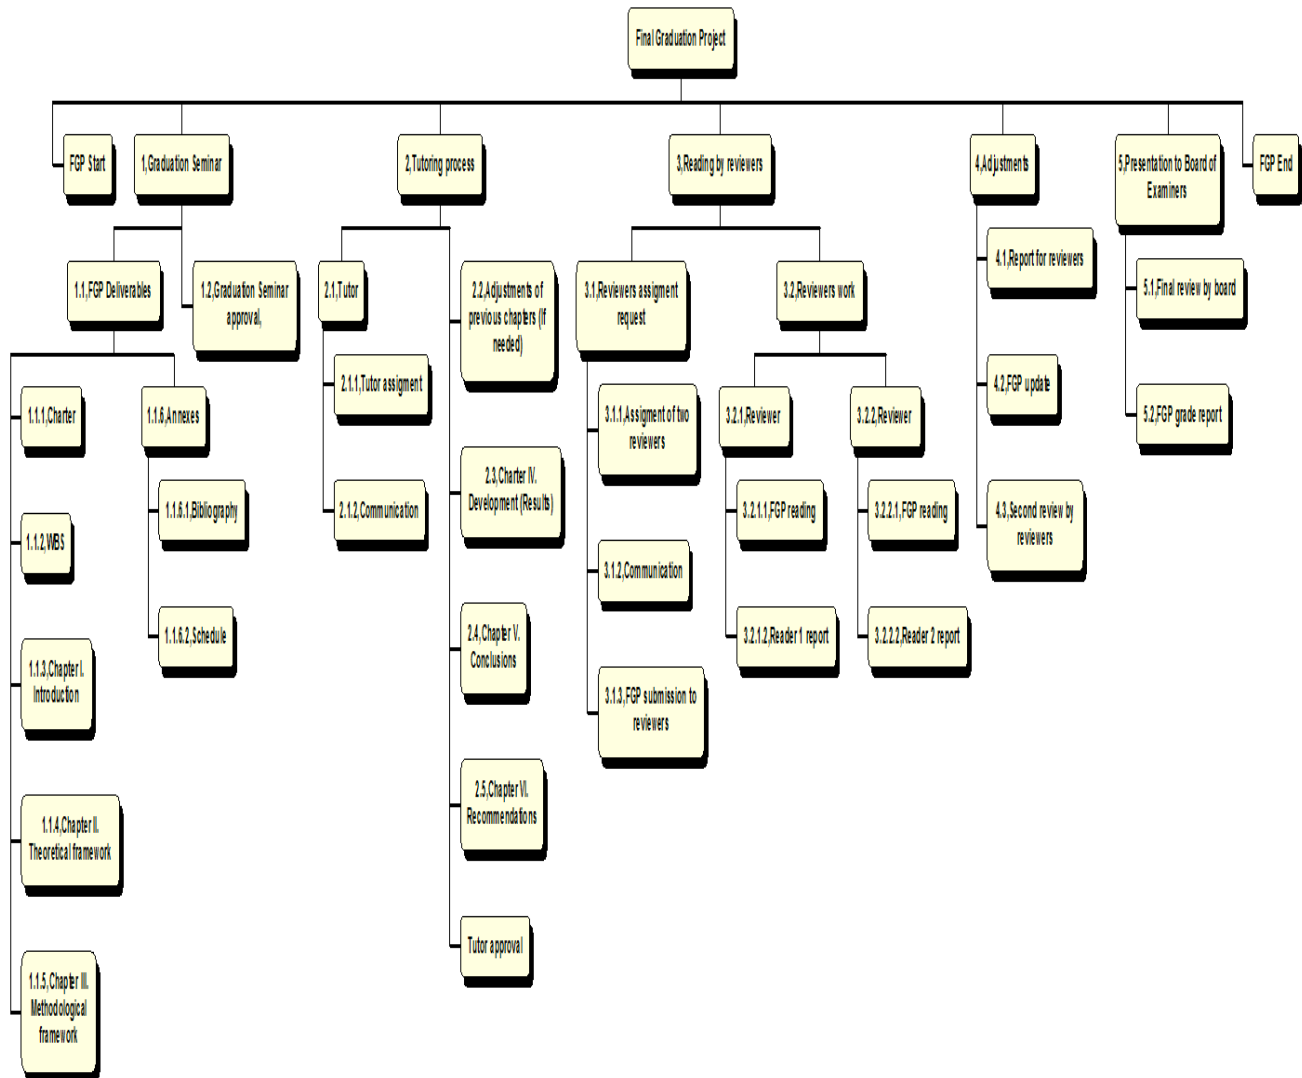 Final Graduation Project
FGP Start
1,Graduation Seminar
2,Tutoring process
3,Reading by reviewers
4,Adjustments
5,Presentation to Board of
Examiners
FGP End
1.1,FGP Deliverables
1.2,Graduation Seminar
approval,
1.1.1,Charter
1.1.2,WBS
1.1.3,Chapter I.
Introduction
1.1.4,Chapter II.
Theoretical framework
1.1.5,Chapter III.
Methodological
framework
1.1.6,Annexes
1.1.6.1,Bibliography
1.1.6.2,Schedule
2.1,Tutor
2.1.1,Tutor assigment
2.1.2,Communication
2.2,Adjustments of
previous chapters (If
needed)
2.3,Charter IV.
Development (Results)
2.4,Chapter V.
Conclusions
2.5,Chapter VI.
Recommendations
Tutor approval
3.1,Reviewers assigment
request
3.1.1,Assigment of two
reviewers
3.1.2,Communication
3.1.3,FGP submission to
reviewers
3.2,Reviewers work
3.2.1,Reviewer
3.2.1.1,FGP reading
3.2.1.2,Reader 1 report
3.2.2,Reviewer
3.2.2.1,FGP reading
3.2.2.2,Reader 2 report
4.1,Report for reviewers
4.2,FGP update
4.3,Second review by
reviewers
5.1,Final review by board
5.2,FGP grade report